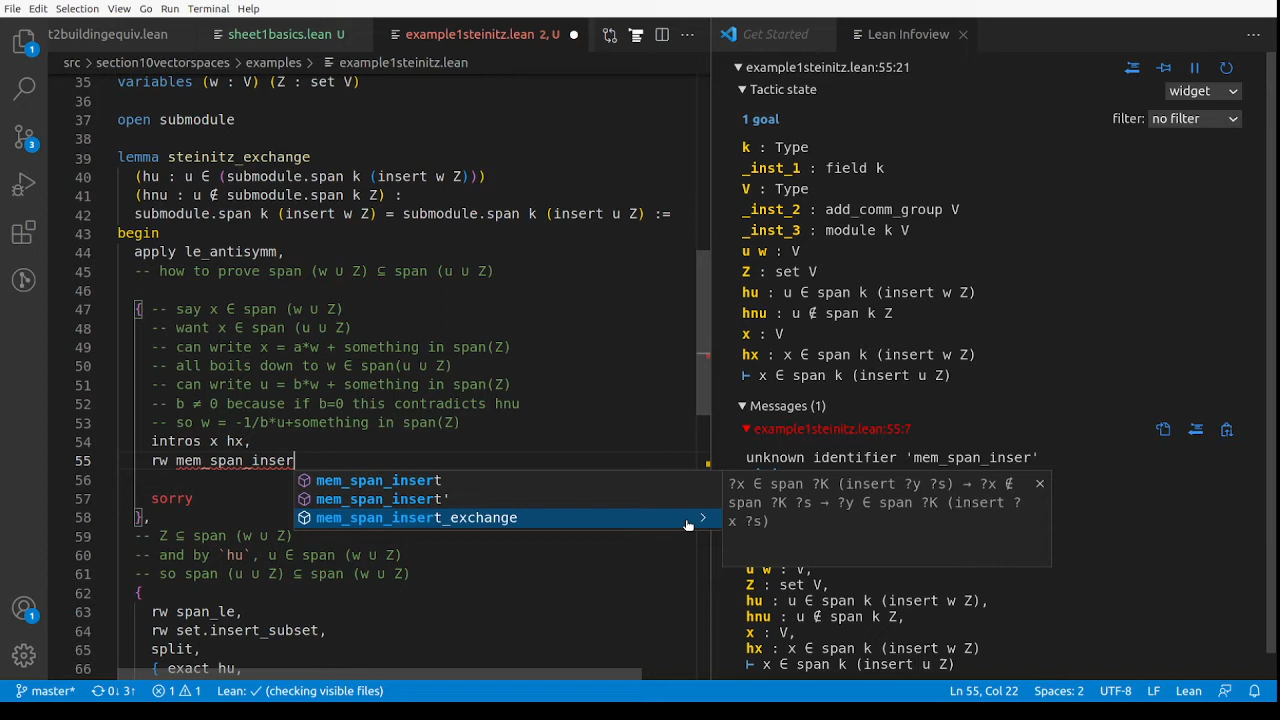 File Edit Selection View Go Run Terminal Help
t2buildingequiv.lean sheet1basics.lean U example1steinitz.lean 2, U Get Started Lean Infoview
src > section10vectorspaces > examples > example1steinitz.lean
35 variables (w : V) (Z : set V)
36
37 open submodule
38
39 lemma steinitz_exchange
40 (hu : u ∈ (submodule.span k (insert w Z)))
41 (hnu : u ∉ submodule.span k Z) :
42 submodule.span k (insert w Z) = submodule.span k (insert u Z) :=
43 begin
44 apply le_antisymm,
45 -- how to prove span (w ∪ Z) ⊆ span (u ∪ Z)
46
47 { -- say x ∈ span (w ∪ Z)
48 -- want x ∈ span (u ∪ Z)
49 -- can write x = a*w + something in span(Z)
50 -- all boils down to w ∈ span(u ∪ Z)
51 -- can write u = b*w + something in span(Z)
52 -- b ≠ 0 because if b=0 this contradicts hnu
53 -- so w = -1/b*u+something in span(Z)
54 intros x hx,
55 rw mem_span_inser
56
57 sorry
58 },
59 -- Z ⊆ span (w ∪ Z)
60 -- and by `hu`, u ∈ span (w ∪ Z)
61 -- so span (u ∪ Z) ⊆ span (w ∪ Z)
62 {
63 rw span_le,
64 rw set.insert_subset,
65 split,
66 { exact hu,
mem_span_insert
mem_span_insert'
mem_span_insert_exchange
?x ∈ span ?K (insert ?y ?s) → ?x ∉
span ?K ?s → ?y ∈ span ?K (insert ?
x ?s)
example1steinitz.lean:55:21
Tactic state
widget
1 goal
filter: no filter
k : Type
_inst_1 : field k
V : Type
_inst_2 : add_comm_group V
_inst_3 : module k V
u w : V
Z : set V
hu : u ∈ span k (insert w Z)
hnu : u ∉ span k Z
x : V
hx : x ∈ span k (insert w Z)
⊢ x ∈ span k (insert u Z)
Messages (1)
example1steinitz.lean:55:7
unknown identifier 'mem_span_inser'
u w : V,
Z : set V,
hu : u ∈ span k (insert w Z),
hnu : u ∉ span k Z,
x : V,
hx : x ∈ span k (insert w Z)
⊢ x ∈ span k (insert u Z)
1
3
1
master* 0↓ 3↑ 1 1 Lean: ✓ (checking visible files) Ln 55, Col 22 Spaces: 2 UTF-8 LF Lean